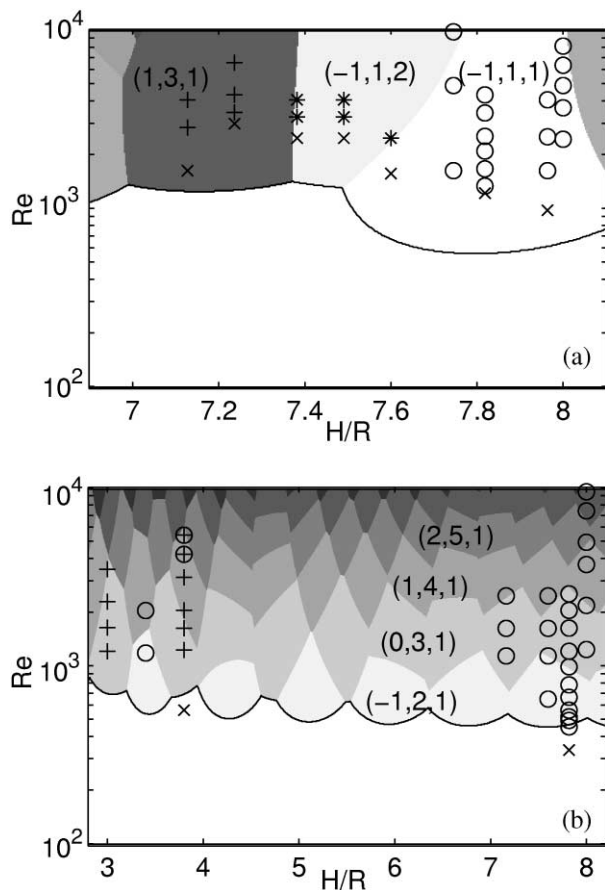 10^4
(1,3,1) (−1,1,2) (−1,1,1)
Re
10^3
(a)
10^2
7 7.2 7.4 7.6 7.8 8
H/R
10^4
(2,5,1)
(1,4,1)
Re
10^3
(0,3,1)
(−1,2,1)
(b)
10^2
3 4 5 6 7 8
H/R